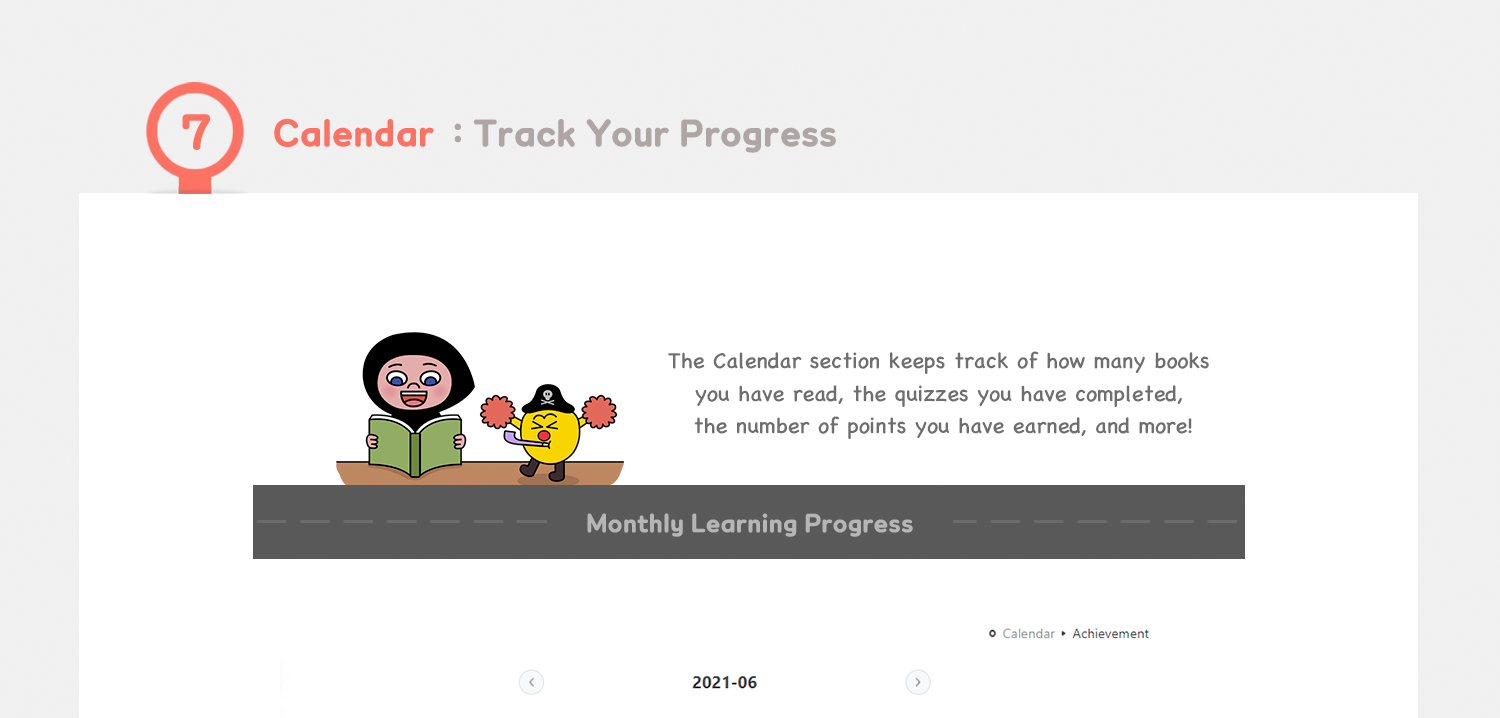 7
Calendar : Track Your Progress
The Calendar section keeps track of how many books
you have read, the quizzes you have completed,
the number of points you have earned, and more!
Monthly Learning Progress
Calendar ▸ Achievement
2021-06